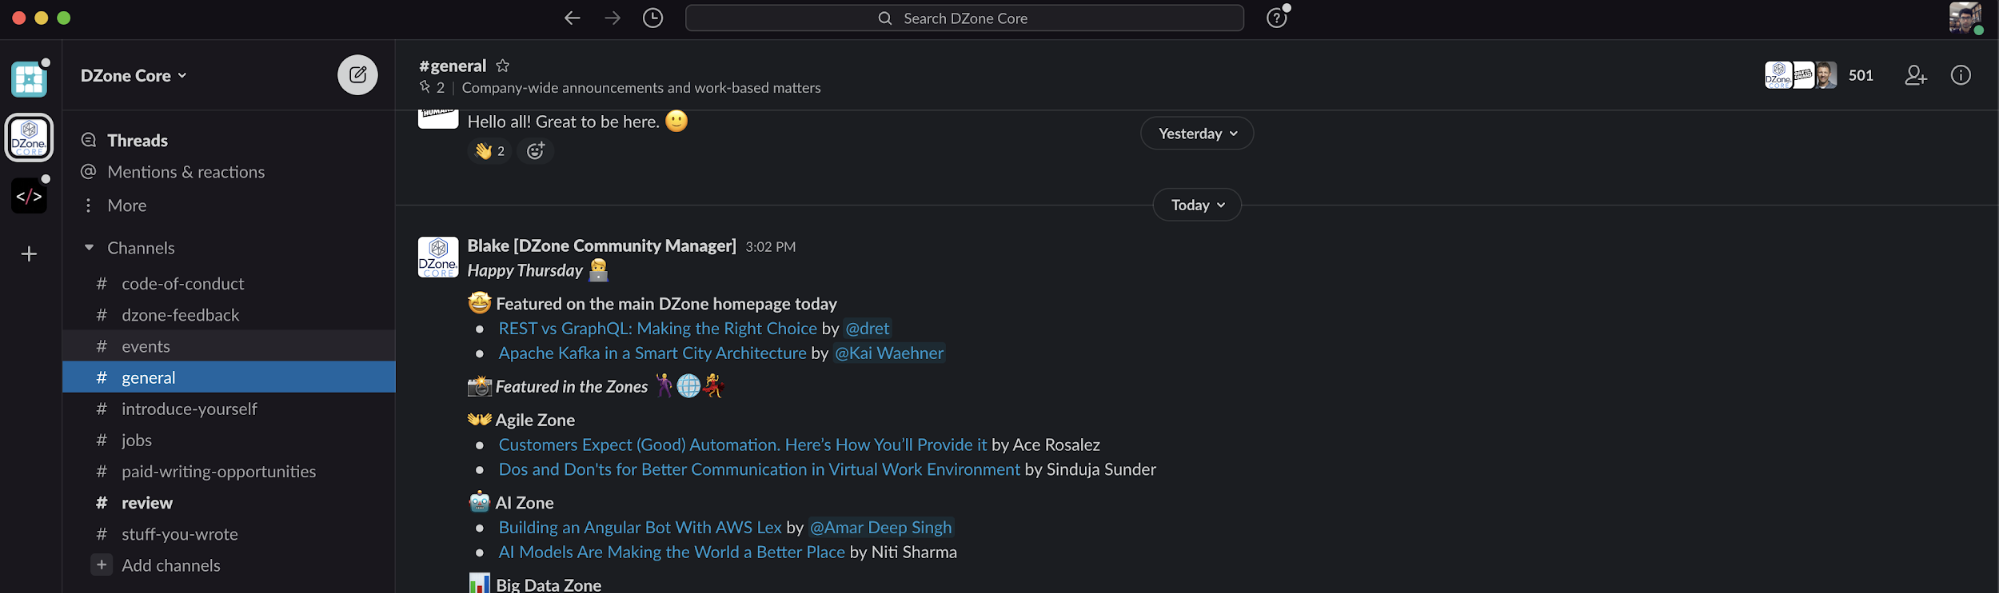 Search DZone Core
DZone Core
Threads
Mentions & reactions
More
Channels
# code-of-conduct
# dzone-feedback
# events
# general
# introduce-yourself
# jobs
# paid-writing-opportunities
# review
# stuff-you-wrote
+ Add channels
DZone
CORE
</>
#general
2 | Company-wide announcements and work-based matters
501
Hello all! Great to be here. 🙂
👋 2
Yesterday
Today
DZone
CORE
Blake [DZone Community Manager] 3:02 PM
Happy Thursday
🤩 Featured on the main DZone homepage today
• REST vs GraphQL: Making the Right Choice by @dret
• Apache Kafka in a Smart City Architecture by @Kai Waehner
📸 Featured in the Zones 🕺🌐💃
👐 Agile Zone
• Customers Expect (Good) Automation. Here’s How You’ll Provide it by Ace Rosalez
• Dos and Don'ts for Better Communication in Virtual Work Environment by Sinduja Sunder
🤖 AI Zone
• Building an Angular Bot With AWS Lex by @Amar Deep Singh
• AI Models Are Making the World a Better Place by Niti Sharma
📊 Big Data Zone